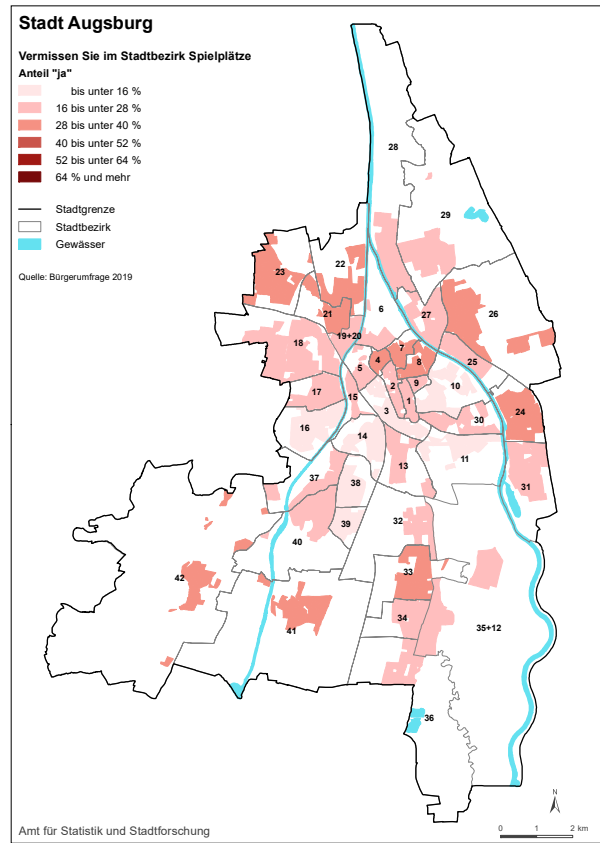 Stadt Augsburg
Vermissen Sie im Stadtbezirk Spielplätze
Anteil "ja"
bis unter 16 %
16 bis unter 28 %
28 bis unter 40 %
40 bis unter 52 %
52 bis unter 64 %
64 % und mehr
Stadtgrenze
Stadtbezirk
Gewässer
Quelle: Bürgerumfrage 2019
28
29
22
23
21
6
27
26
19+20
18
7
4
8
5
25
9
2
10
17
15
1
3
24
30
16
14
11
13
31
37
38
32
39
40
33
42
34
41
35+12
36
N
Amt für Statistik und Stadtforschung
0 1 2 km